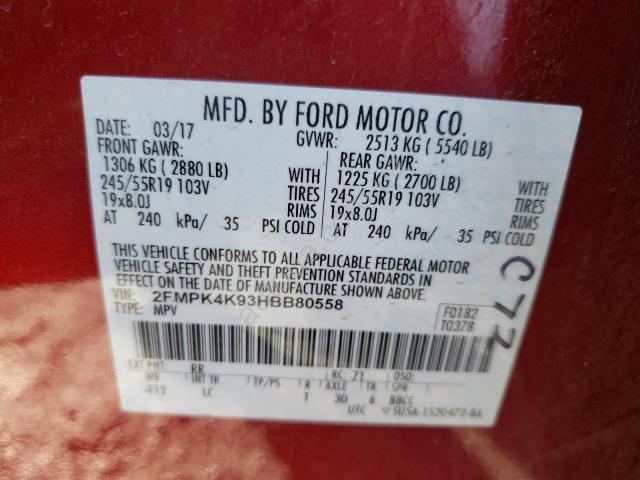 MFD. BY FORD MOTOR CO.
DATE: 03/17 GVWR: 2513 KG ( 5540 LB)
FRONT GAWR: REAR GAWR:
1306 KG ( 2880 LB) WITH 1225 KG ( 2700 LB) WITH
245/55R19 103V TIRES 245/55R19 103V TIRES
19x8.0J RIMS 19x8.0J RIMS
AT 240 kPa/ 35 PSI COLD AT 240 kPa/ 35 PSI COLD
THIS VEHICLE CONFORMS TO ALL APPLICABLE FEDERAL MOTOR
VEHICLE SAFETY AND THEFT PREVENTION STANDARDS IN
EFFECT ON THE DATE OF MANUFACTURE SHOWN ABOVE.
VIN: 2FMPK4K93HBB80558
TYPE: MPV
F0182
T0378
C72
EXT PNT: RR RC: 71 DSO:
WB INT TR TP/PS R AXLE TR SPR
112 LC T 3D 6 BBCC
UTC